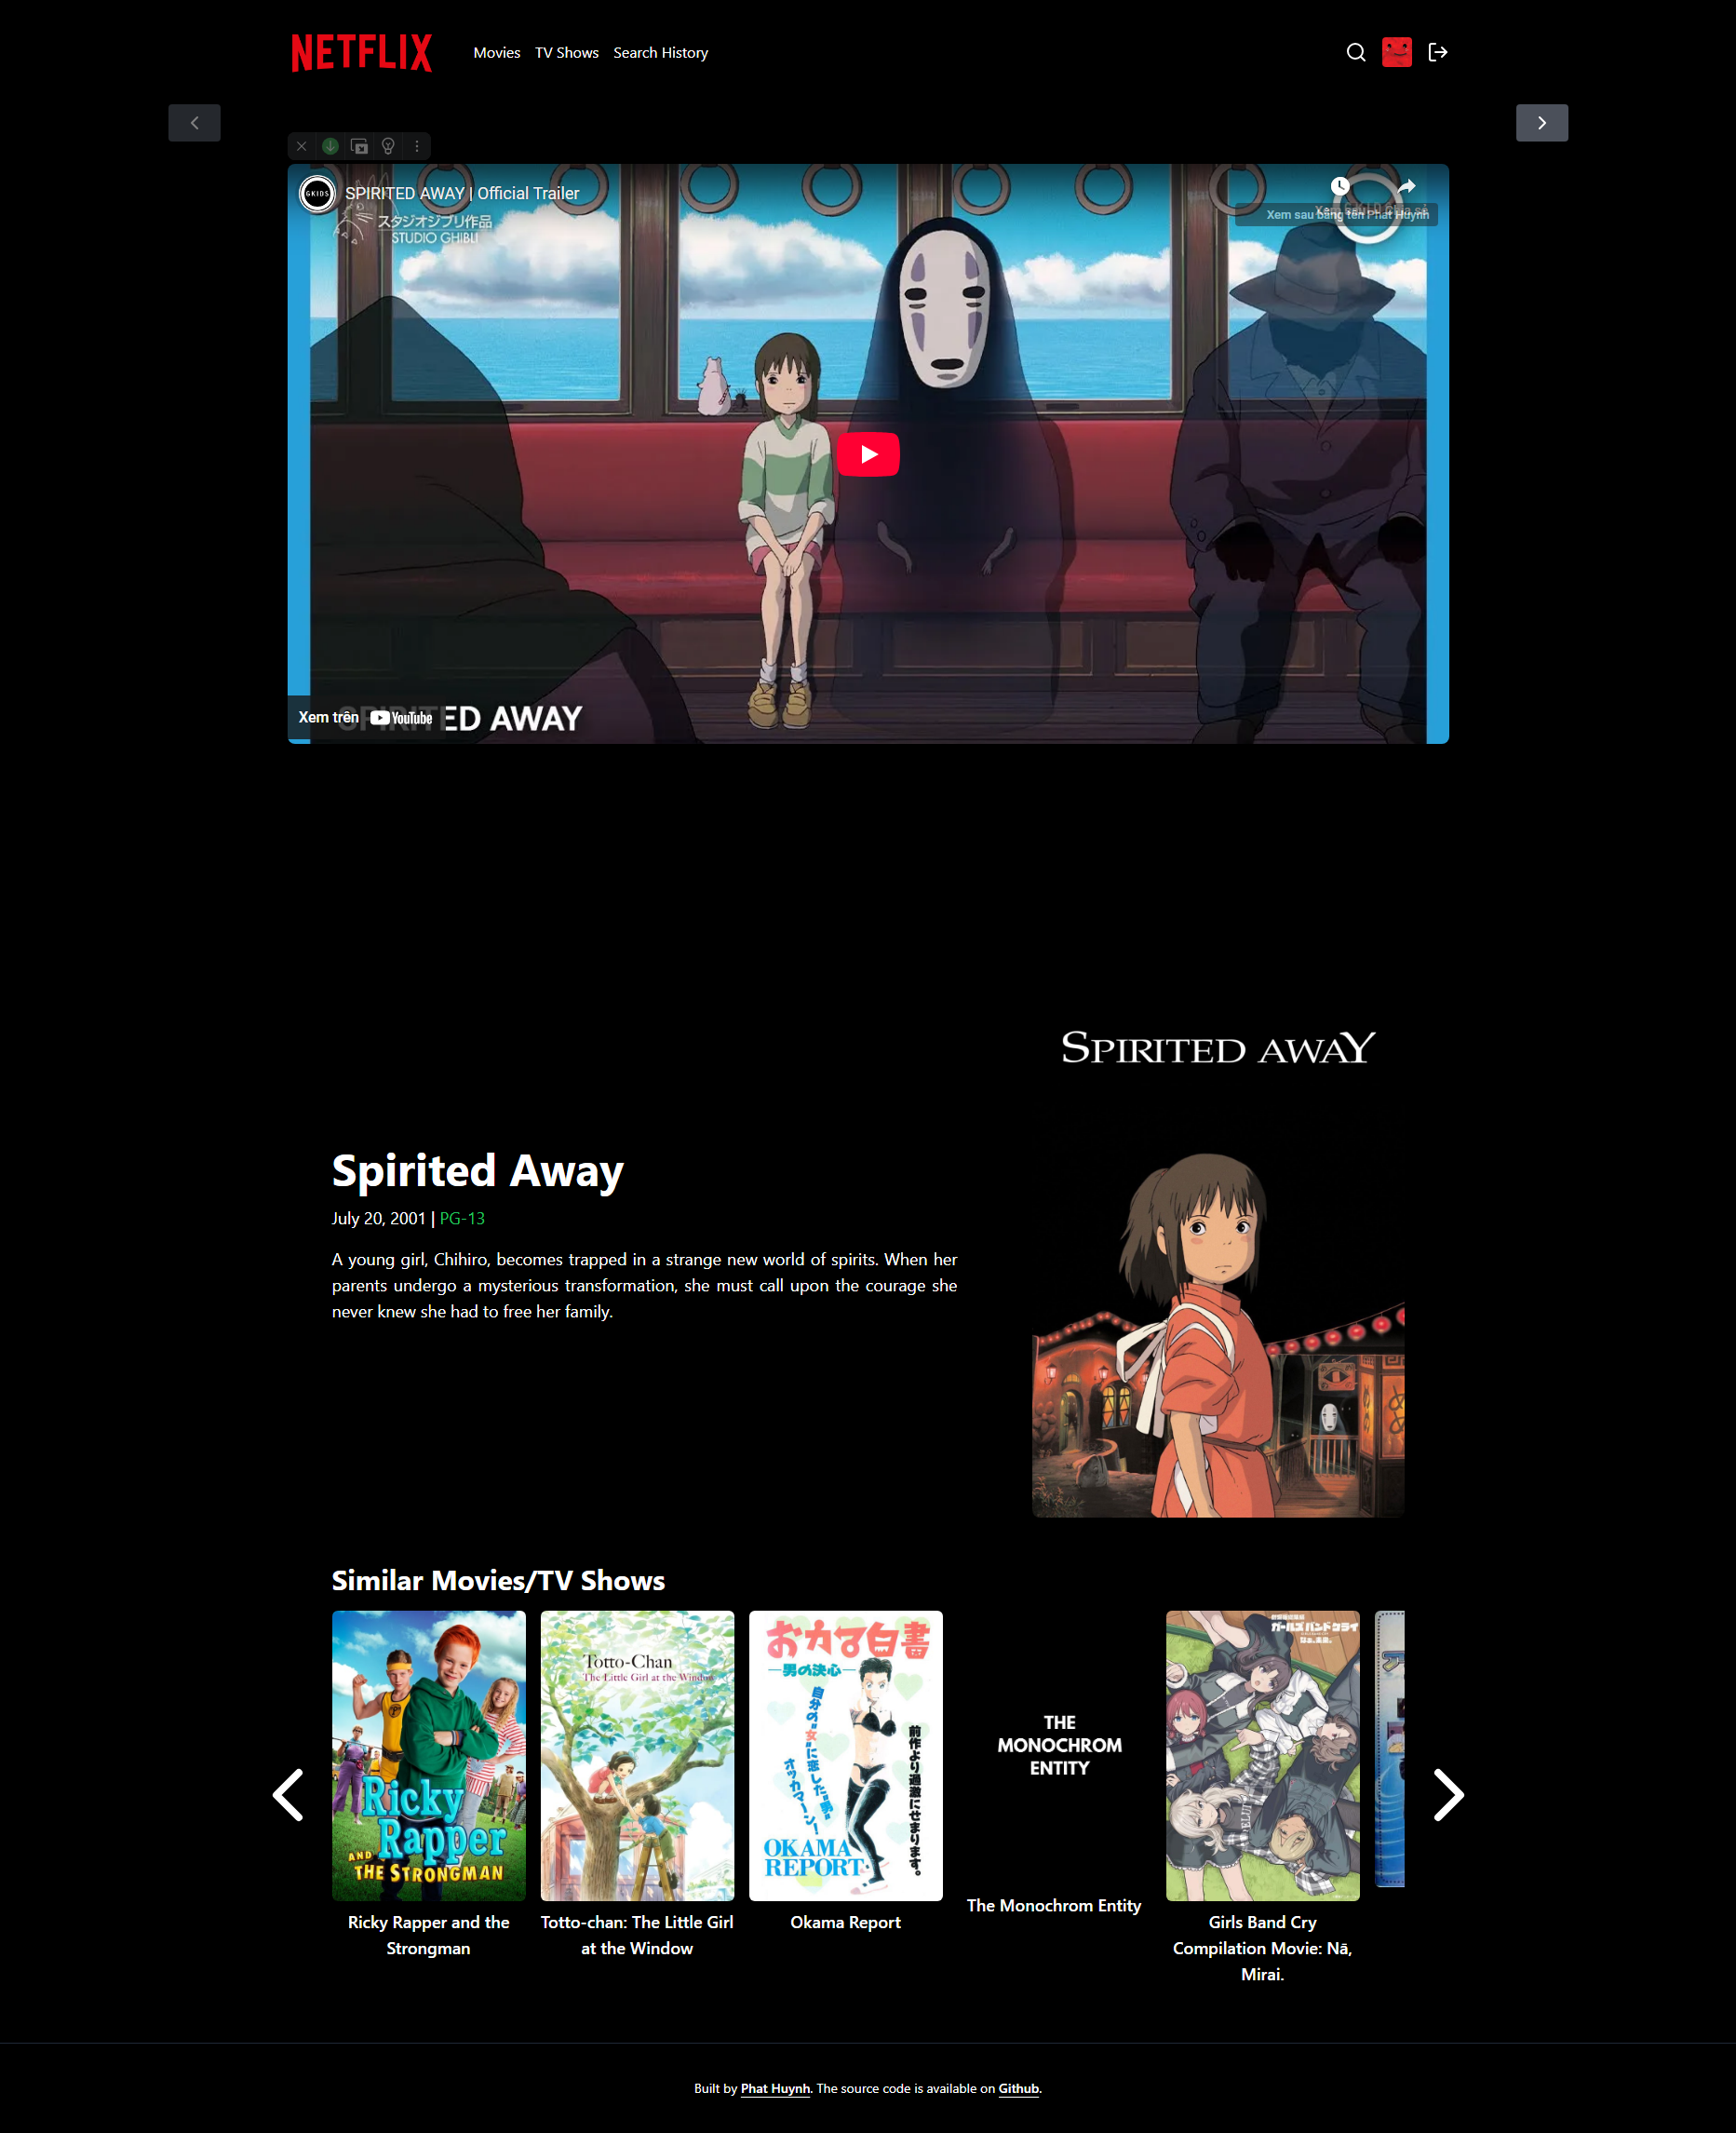 NETFLIX
Movies TV Shows Search History
GKIDS
SPIRITED AWAY | Official Trailer
スタジオジブリ作品
STUDIO GHIBLI
Xem sau bằng tên Phat Huynh
Xem trên YouTube
ED AWAY
SPIRITED AWAY
Spirited Away
July 20, 2001 | PG-13
A young girl, Chihiro, becomes trapped in a strange new world of spirits. When her
parents undergo a mysterious transformation, she must call upon the courage she
never knew she had to free her family.
Similar Movies/TV Shows
Ricky
Rapper
AND
THE STRONGMAN
Totto-Chan
The Little Girl at the Window
おカマ白書
―男の決心―
自分の“女”に恋した“男”
オッカマーン!
前作より過激にせまります。
OKAMA
REPORT
THE
MONOCHROM
ENTITY
ガールズバンドクライ
なぁ、未来。
Ricky Rapper and the
Strongman
Totto-chan: The Little Girl
at the Window
Okama Report
The Monochrom Entity
Girls Band Cry
Compilation Movie: Nā,
Mirai.
Built by Phat Huynh. The source code is available on Github.